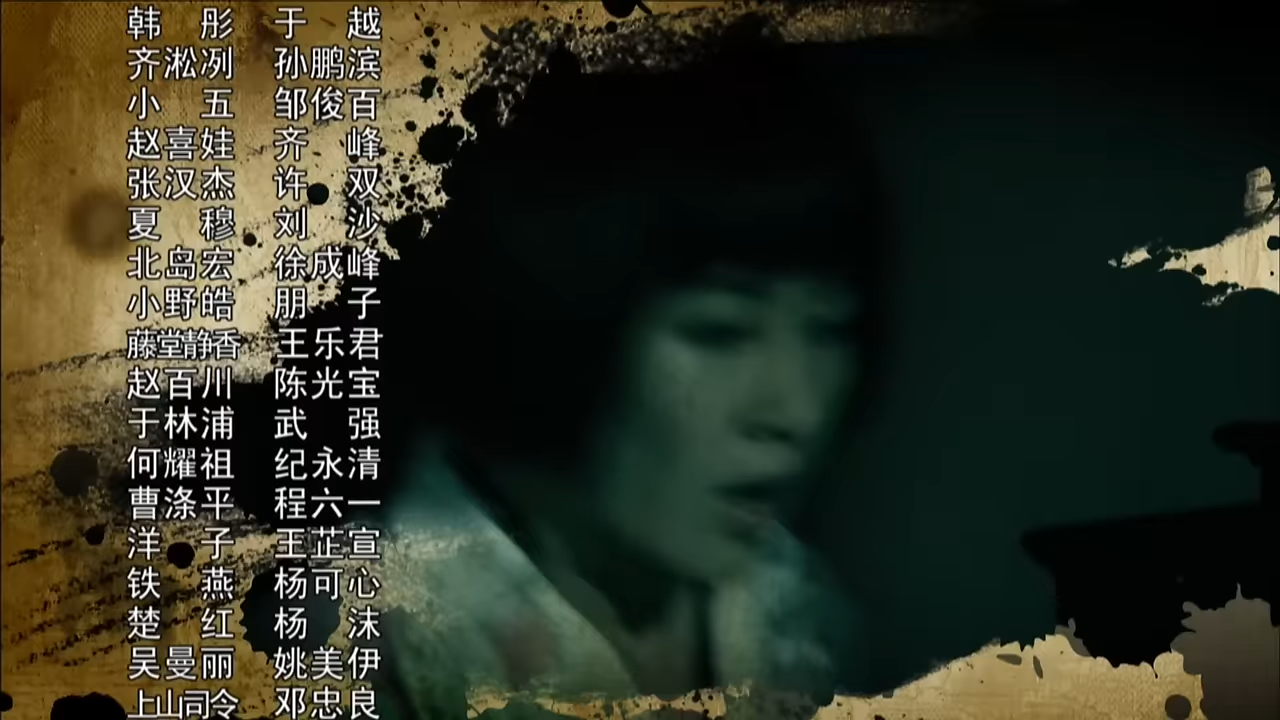 韩彤 于越
齐淞冽 孙鹏滨
小五 邹俊百
赵喜娃 齐峰
张汉杰 许双
夏穆 刘沙
北岛宏 徐成峰
小野皓 朋子
藤堂静香 王乐君
赵百川 陈光宝
于林浦 武强
何耀祖 纪永清
曹涤平 程六一
洋子 王芷宣
铁燕 杨可心
楚红 杨沫
吴曼丽 姚美伊
上山司令 邓忠良